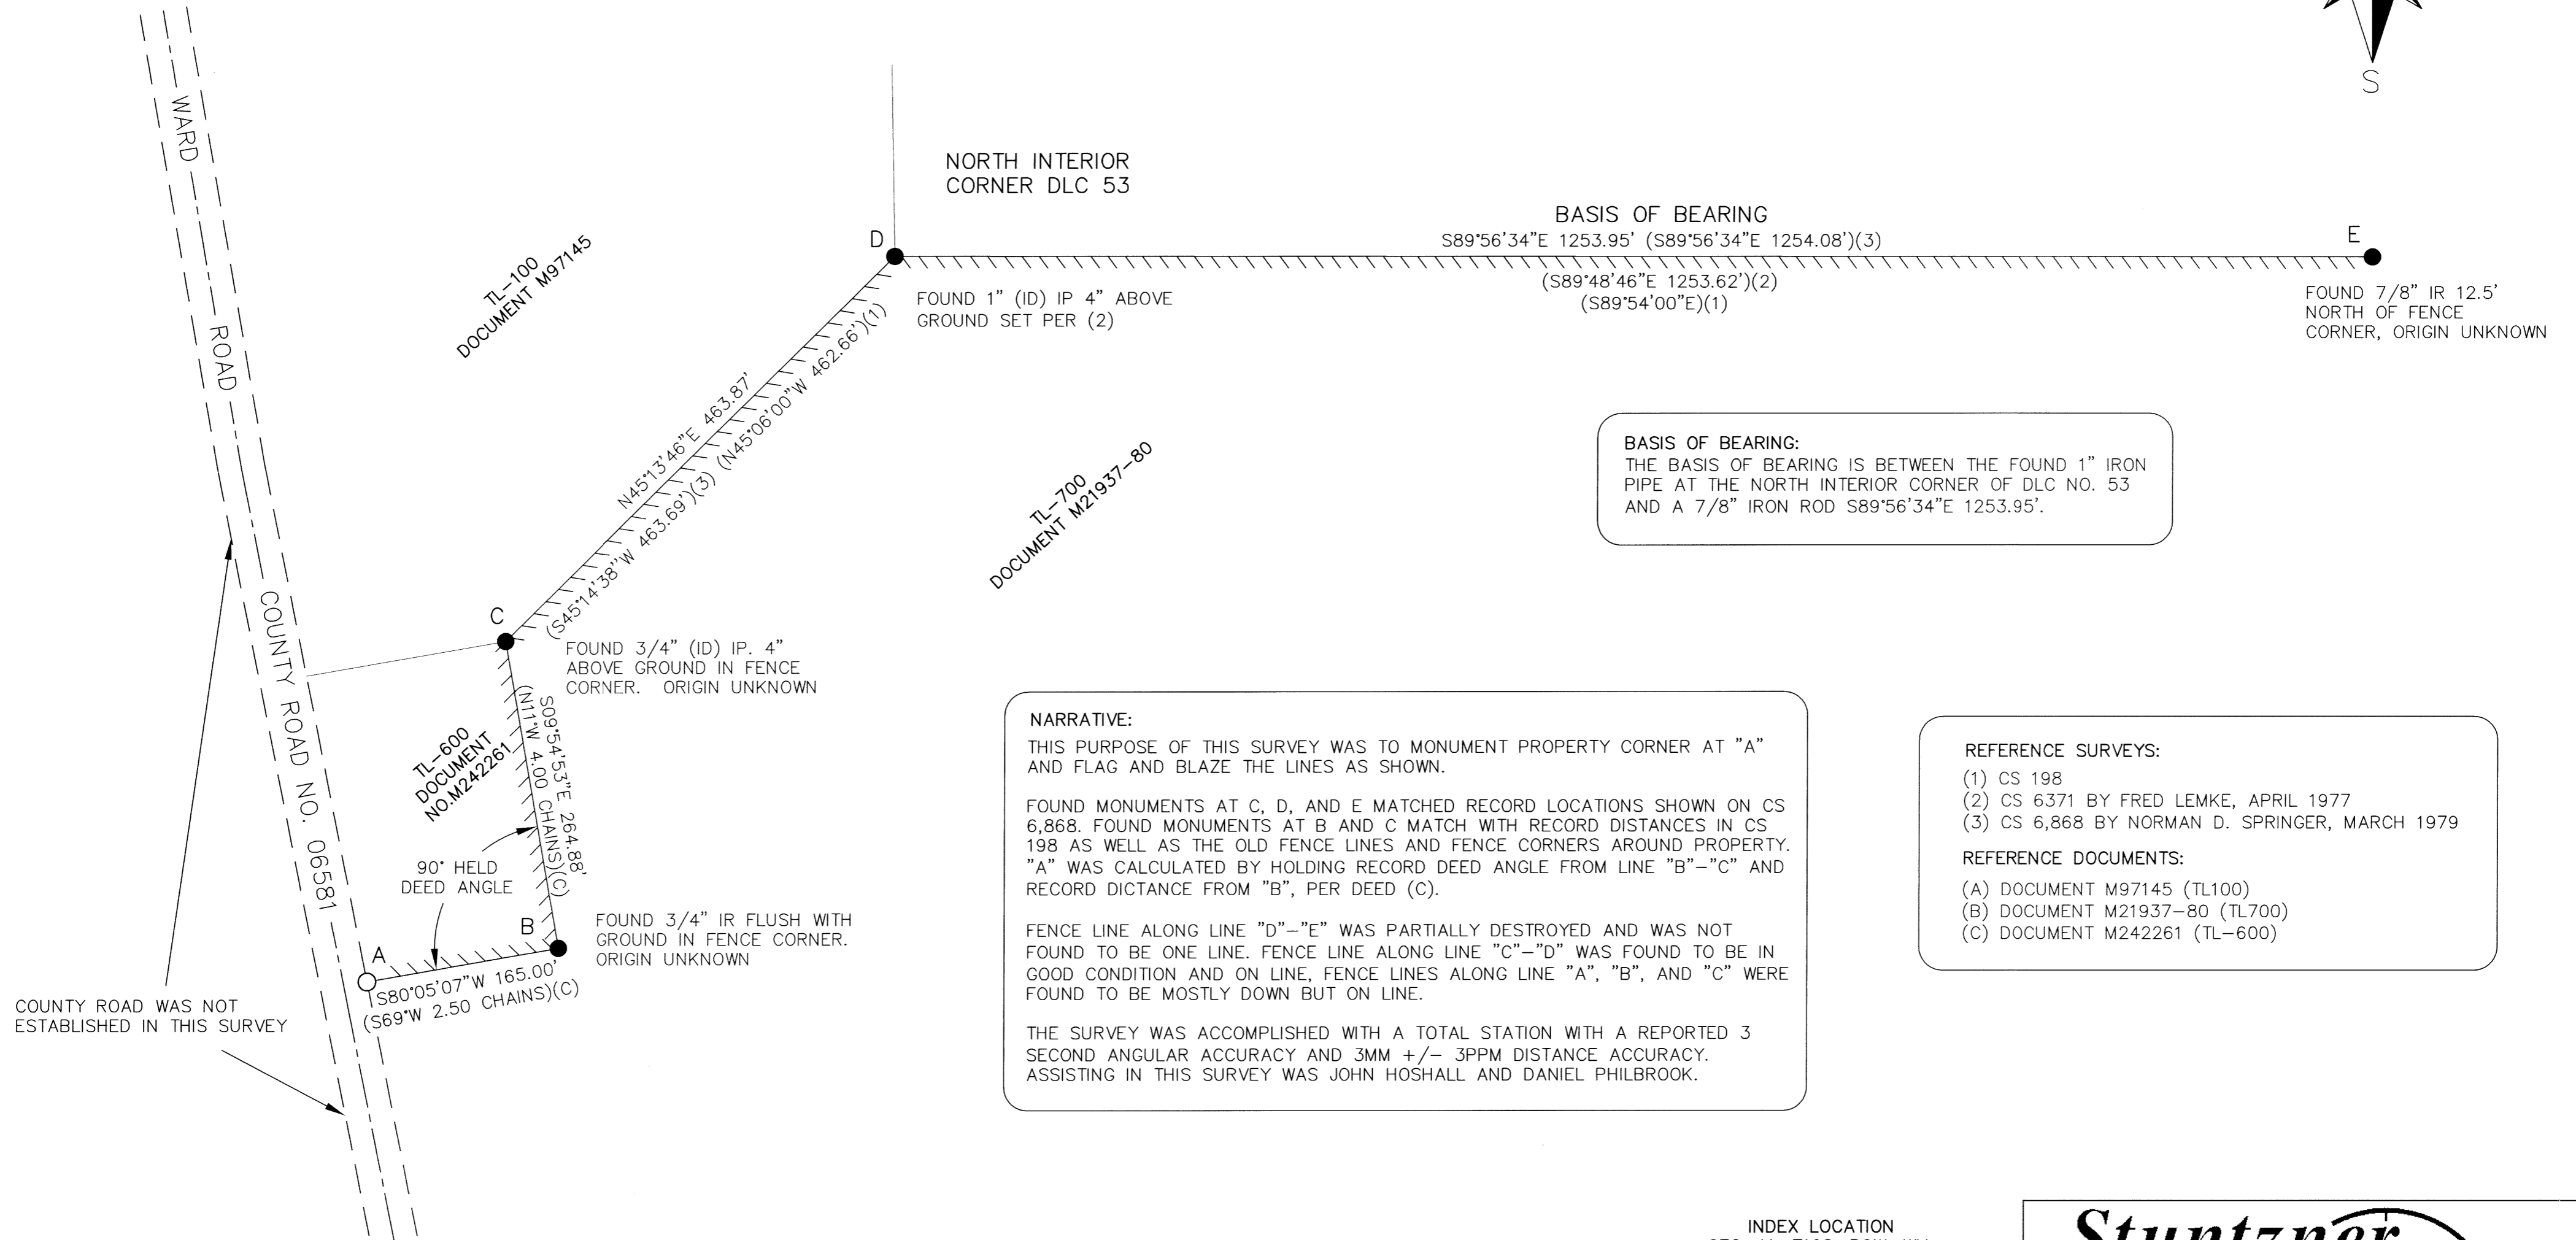 S
WARD ROAD COUNTY ROAD NO. 06581
NORTH INTERIOR
CORNER DLC 53
TL-100
DOCUMENT M97145
D
BASIS OF BEARING
S89°56'34"E 1253.95' (S89°56'34"E 1254.08')(3)
E
(S89°48'46"E 1253.62')(2)
(S89°54'00"E)(1)
FOUND 1" (ID) IP 4" ABOVE
GROUND SET PER (2)
FOUND 7/8" IR 12.5'
NORTH OF FENCE
CORNER, ORIGIN UNKNOWN
N45°13'46"E 463.87'
(S45°14'38"W 463.69')(3) (N45°06'00"W 462.66')(1)
TL-700
DOCUMENT M21937-80
BASIS OF BEARING:
THE BASIS OF BEARING IS BETWEEN THE FOUND 1" IRON
PIPE AT THE NORTH INTERIOR CORNER OF DLC NO. 53
AND A 7/8" IRON ROD S89°56'34"E 1253.95'.
C
FOUND 3/4" (ID) IP. 4"
ABOVE GROUND IN FENCE
CORNER. ORIGIN UNKNOWN
S09°54'53"E 264.88'
(N11°W 4.00 CHAINS)(C)
TL-600
DOCUMENT
NO.M242261
90° HELD
DEED ANGLE
B
FOUND 3/4" IR FLUSH WITH
GROUND IN FENCE CORNER.
ORIGIN UNKNOWN
A
S80°05'07"W 165.00'
(S69°W 2.50 CHAINS)(C)
COUNTY ROAD WAS NOT
ESTABLISHED IN THIS SURVEY
NARRATIVE:
THIS PURPOSE OF THIS SURVEY WAS TO MONUMENT PROPERTY CORNER AT "A"
AND FLAG AND BLAZE THE LINES AS SHOWN.
FOUND MONUMENTS AT C, D, AND E MATCHED RECORD LOCATIONS SHOWN ON CS
6,868. FOUND MONUMENTS AT B AND C MATCH WITH RECORD DISTANCES IN CS
198 AS WELL AS THE OLD FENCE LINES AND FENCE CORNERS AROUND PROPERTY.
"A" WAS CALCULATED BY HOLDING RECORD DEED ANGLE FROM LINE "B"-"C" AND
RECORD DICTANCE FROM "B", PER DEED (C).
FENCE LINE ALONG LINE "D"-"E" WAS PARTIALLY DESTROYED AND WAS NOT
FOUND TO BE ONE LINE. FENCE LINE ALONG LINE "C"-"D" WAS FOUND TO BE IN
GOOD CONDITION AND ON LINE, FENCE LINES ALONG LINE "A", "B", AND "C" WERE
FOUND TO BE MOSTLY DOWN BUT ON LINE.
THE SURVEY WAS ACCOMPLISHED WITH A TOTAL STATION WITH A REPORTED 3
SECOND ANGULAR ACCURACY AND 3MM +/- 3PPM DISTANCE ACCURACY.
ASSISTING IN THIS SURVEY WAS JOHN HOSHALL AND DANIEL PHILBROOK.
REFERENCE SURVEYS:
(1) CS 198
(2) CS 6371 BY FRED LEMKE, APRIL 1977
(3) CS 6,868 BY NORMAN D. SPRINGER, MARCH 1979
REFERENCE DOCUMENTS:
(A) DOCUMENT M97145 (TL100)
(B) DOCUMENT M21937-80 (TL700)
(C) DOCUMENT M242261 (TL-600)
INDEX LOCATION
Stuntzner